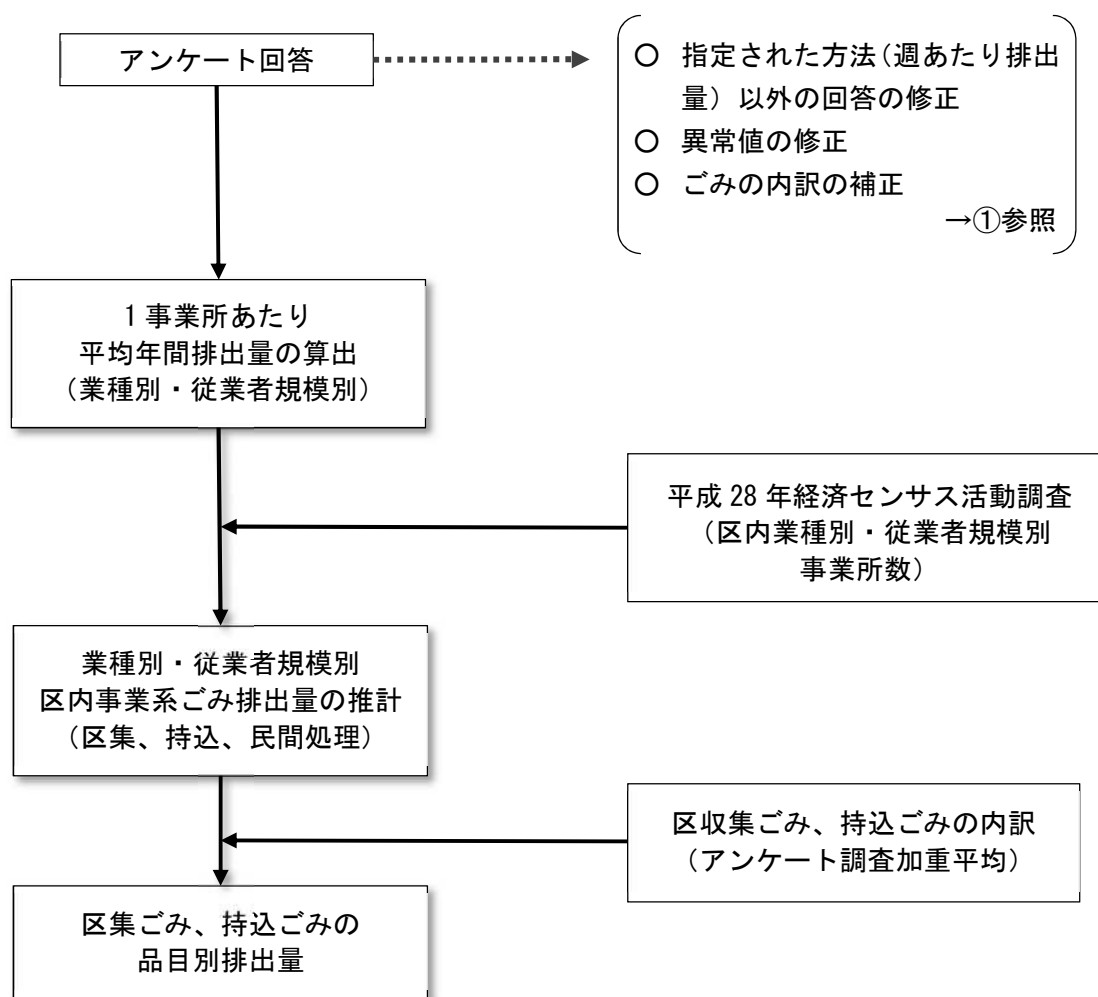 アンケート回答
○ 指定された方法（週あたり排出
量）以外の回答の修正
○ 異常値の修正
○ ごみの内訳の補正
→①参照
1 事業所あたり
平均年間排出量の算出
（業種別・従業者規模別）
平成 28 年経済センサス活動調査
（区内業種別・従業者規模別
事業所数）
業種別・従業者規模別
区内事業系ごみ排出量の推計
（区集、持込、民間処理）
区収集ごみ、持込ごみの内訳
（アンケート調査加重平均）
区集ごみ、持込ごみの
品目別排出量